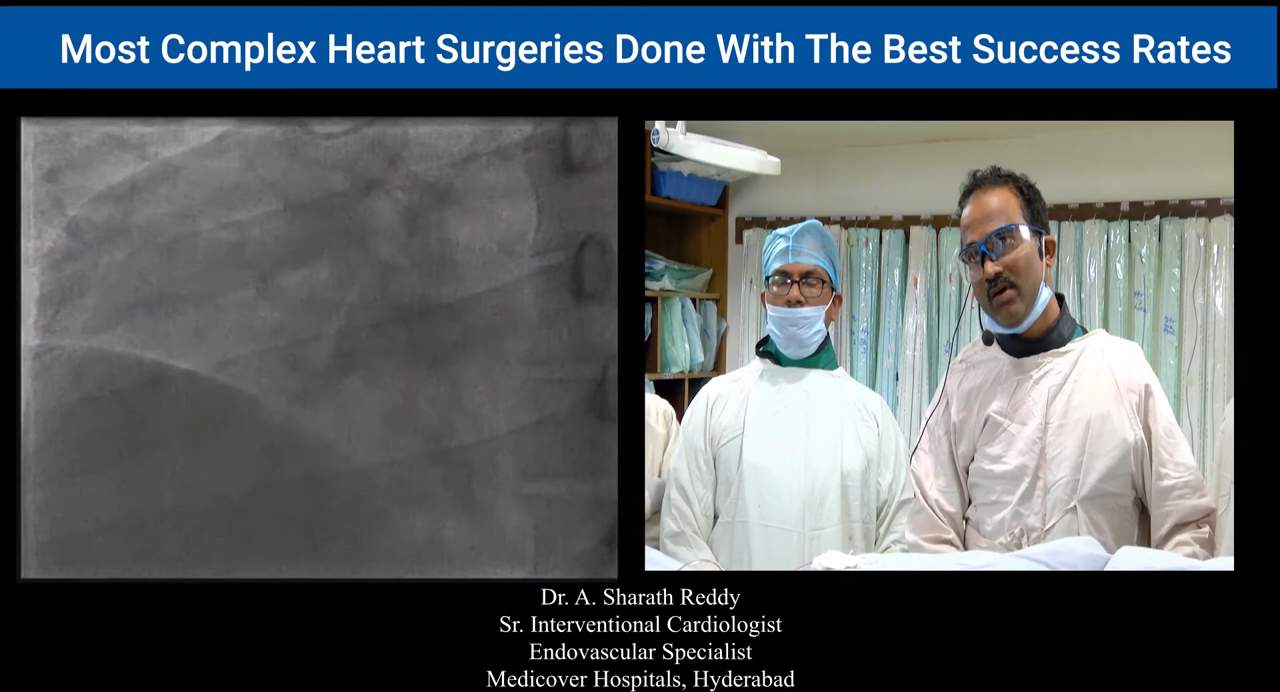 Most Complex Heart Surgeries Done With The Best Success Rates
Dr. A. Sharath Reddy
Sr. Interventional Cardiologist
Endovascular Specialist
Medicover Hospitals, Hyderabad